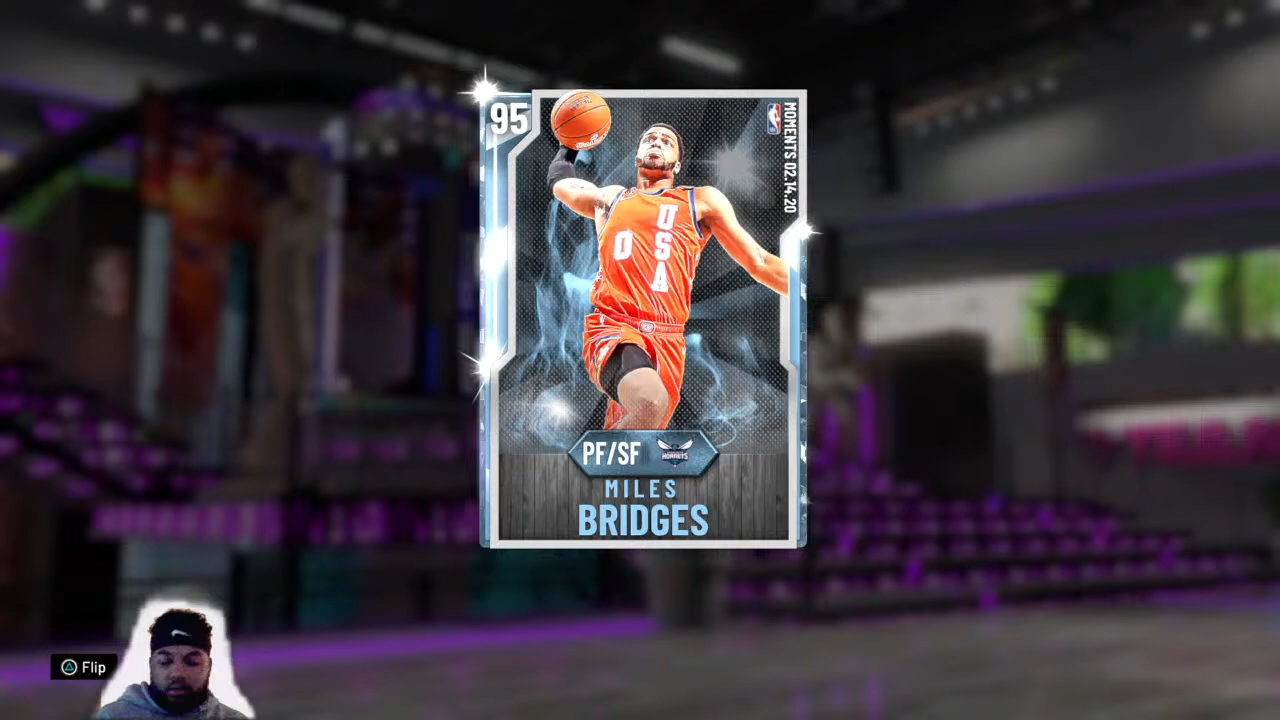 95
MOMENTS 02.14.20
USA
0
PF/SF
HORNETS
MILES
BRIDGES
Flip